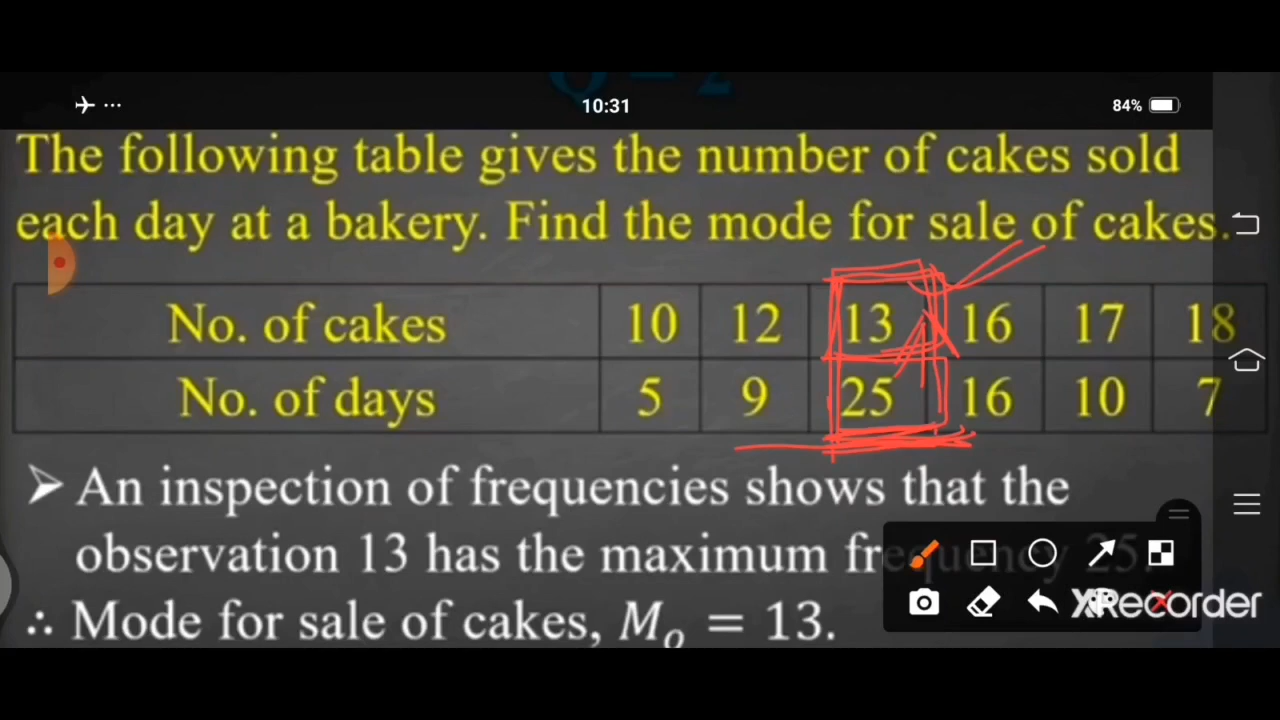 Q – 2
10:31
84%
The following table gives the number of cakes sold
each day at a bakery. Find the mode for sale of cakes.
No. of cakes 10 12 13 16 17 18
No. of days 5 9 25 16 10 7
➤ An inspection of frequencies shows that the
observation 13 has the maximum frequency 25.
∴ Mode for sale of cakes, Mₒ = 13.
XRecorder